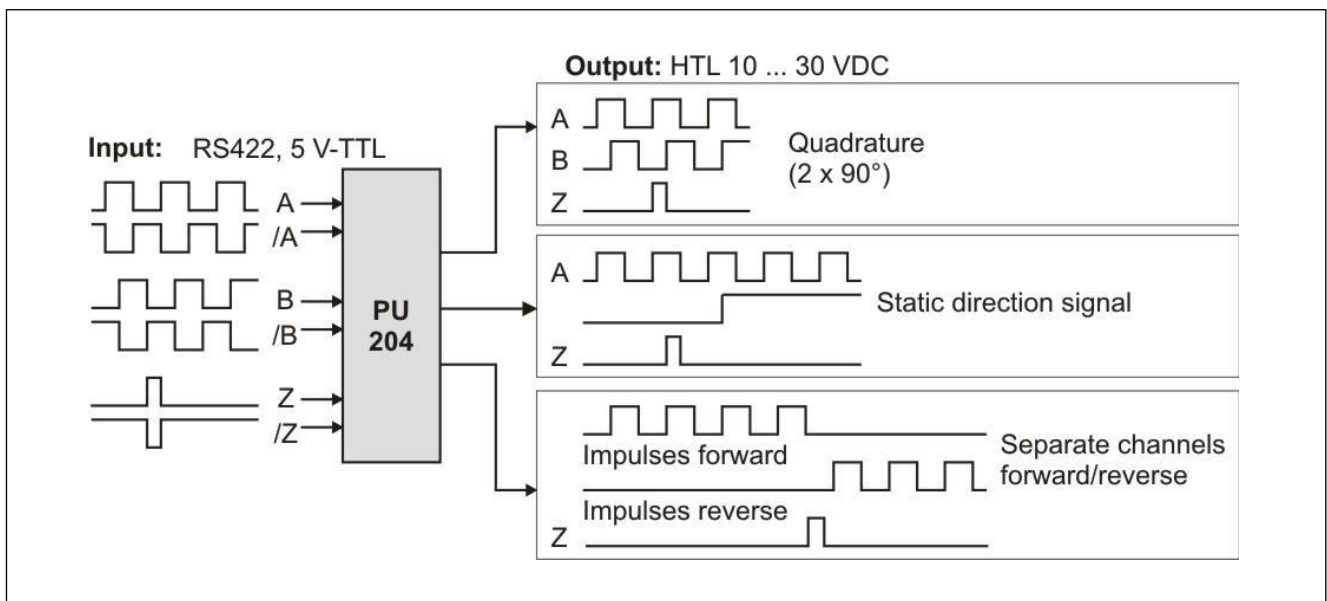 Output: HTL 10 ... 30 VDC
Input: RS422, 5 V-TTL
A
/A
B
/B
Z
/Z
PU
204
A
B
Z
Quadrature
(2 x 90°)
A
Z
Static direction signal
Impulses forward
Impulses reverse
Z
Separate channels
forward/reverse